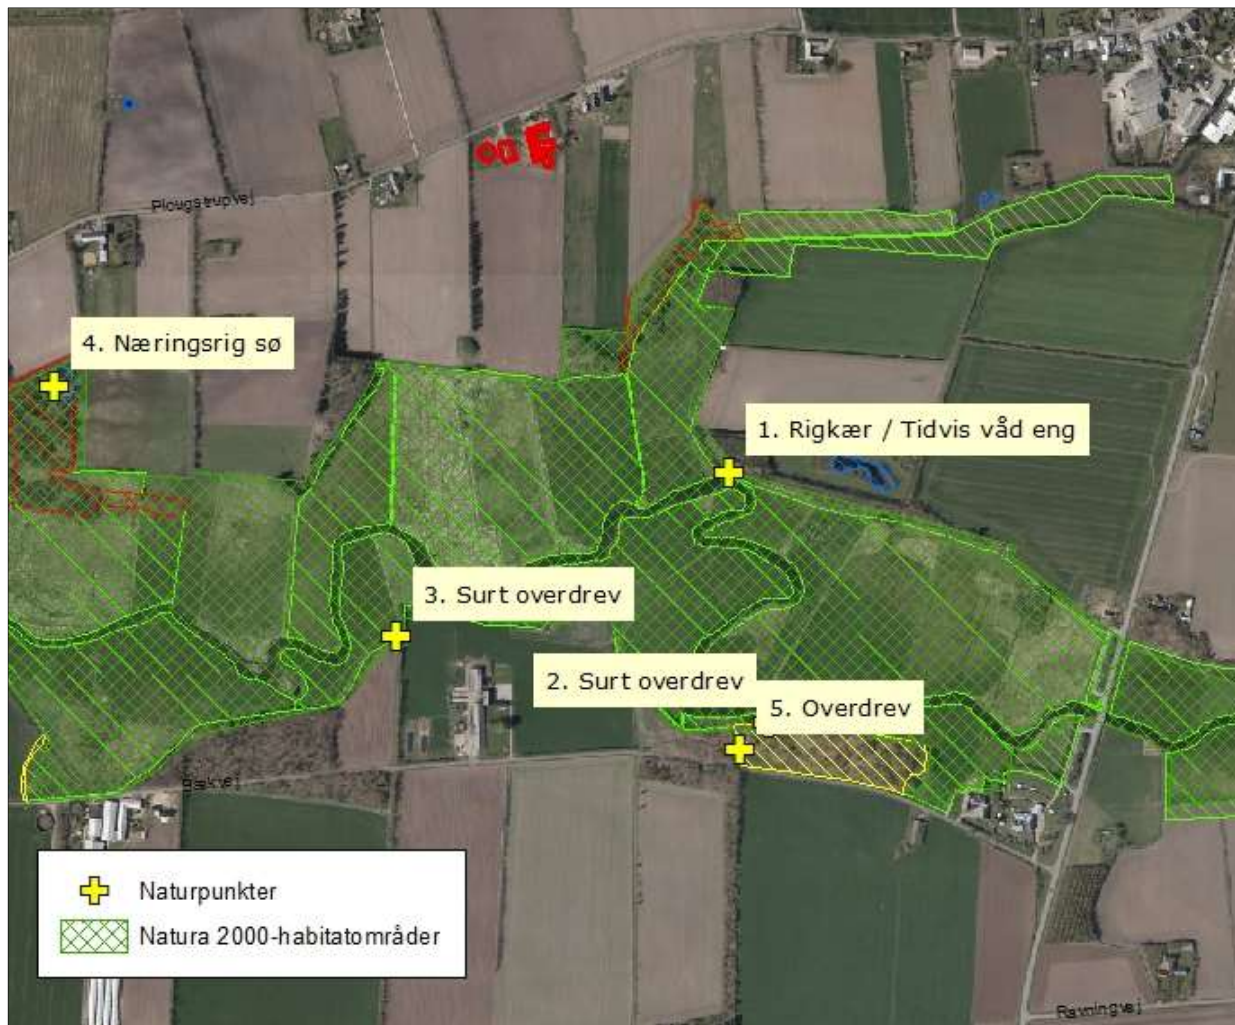 Plougstrupvej
4. Næringsrig sø
1. Rigkær / Tidvis våd eng
3. Surt overdrev
2. Surt overdrev
5. Overdrev
Naturpunkter
Natura 2000-habitatområder
Ravningvej